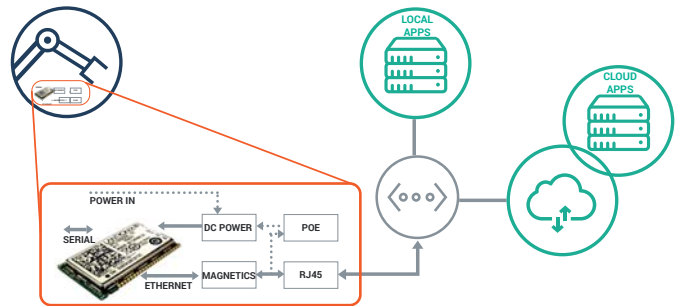 LOCAL
APPS
CLOUD
APPS
POWER IN
DC POWER
POE
SERIAL
MAGNETICS
RJ45
ETHERNET